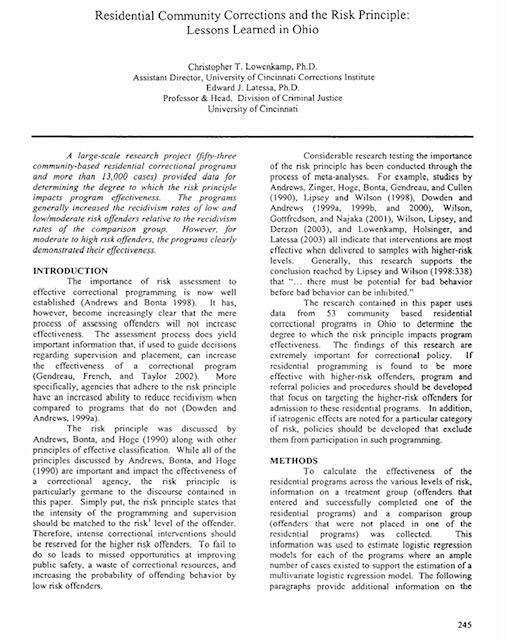 Residential Community Corrections and the Risk Principle:
Lessons Learned in Ohio
Christopher T. Lowenkamp, Ph.D.
Assistant Director, University of Cincinnati Corrections Institute
Edward J. Latessa, Ph.D.
Professor & Head, Division of Criminal Justice
University of Cincinnati
A large-scale research project (fifty-three
community-based residential correctional programs
and more than 13,000 cases) provided data for
determining the degree to which the risk principle
impacts program effectiveness. The programs
generally increased the recidivism rates of low and
low/moderate risk offenders relative to the recidivism
rates of the comparison group. However, for
moderate to high risk offenders, the programs clearly
demonstrated their effectiveness.
INTRODUCTION
The importance of risk assessment to
effective correctional programming is now well
established (Andrews and Bonta 1998). It has,
however, become increasingly clear that the mere
process of assessing offenders will not increase
effectiveness. The assessment process does yield
important information that, if used to guide decisions
regarding supervision and placement, can increase
the effectiveness of a correctional program
(Gendreau, French, and Taylor 2002). More
specifically, agencies that adhere to the risk principle
have an increased ability to reduce recidivism when
compared to programs that do not (Dowden and
Andrews, 1999a).
The risk principle was discussed by
Andrews, Bonta, and Hoge (1990) along with other
principles of effective classification. While all of the
principles discussed by Andrews, Bonta, and Hoge
(1990) are important and impact the effectiveness of
a correctional agency, the risk principle is
particularly germane to the discourse contained in
this paper. Simply put, the risk principle states that
the intensity of the programming and supervision
should be matched to the risk¹ level of the offender.
Therefore, intense correctional interventions should
be reserved for the higher risk offenders. To fail to
do so leads to missed opportunities at improving
public safety, a waste of correctional resources, and
increasing the probability of offending behavior by
low risk offenders.
Considerable research testing the importance
of the risk principle has been conducted through the
process of meta-analyses. For example, studies by
Andrews, Zinger, Hoge, Bonta, Gendreau, and Cullen
(1990), Lipsey and Wilson (1998), Dowden and
Andrews (1999a, 1999b, and 2000), Wilson,
Gottfredson, and Najaka (2001), Wilson, Lipsey, and
Derzon (2003), and Lowenkamp, Holsinger, and
Latessa (2003) all indicate that interventions are most
effective when delivered to samples with higher-risk
levels. Generally, this research supports the
conclusion reached by Lipsey and Wilson (1998:338)
that "... there must be potential for bad behavior
before bad behavior can be inhibited."
The research contained in this paper uses
data from 53 community based residential
correctional programs in Ohio to determine the
degree to which the risk principle impacts program
effectiveness. The findings of this research are
extremely important for correctional policy. If
residential programming is found to be more
effective with higher-risk offenders, program and
referral policies and procedures should be developed
that focus on targeting the higher-risk offenders for
admission to these residential programs. In addition,
if iatrogenic effects are noted for a particular category
of risk, policies should be developed that exclude
them from participation in such programming.
METHODS
To calculate the effectiveness of the
residential programs across the various levels of risk,
information on a treatment group (offenders that
entered and successfully completed one of the
residential programs) and a comparison group
(offenders that were not placed in one of the
residential programs) was collected. This
information was used to estimate logistic regression
models for each of the programs where an ample
number of cases existed to support the estimation of a
multivariate logistic regression model. The following
paragraphs provide additional information on the
245